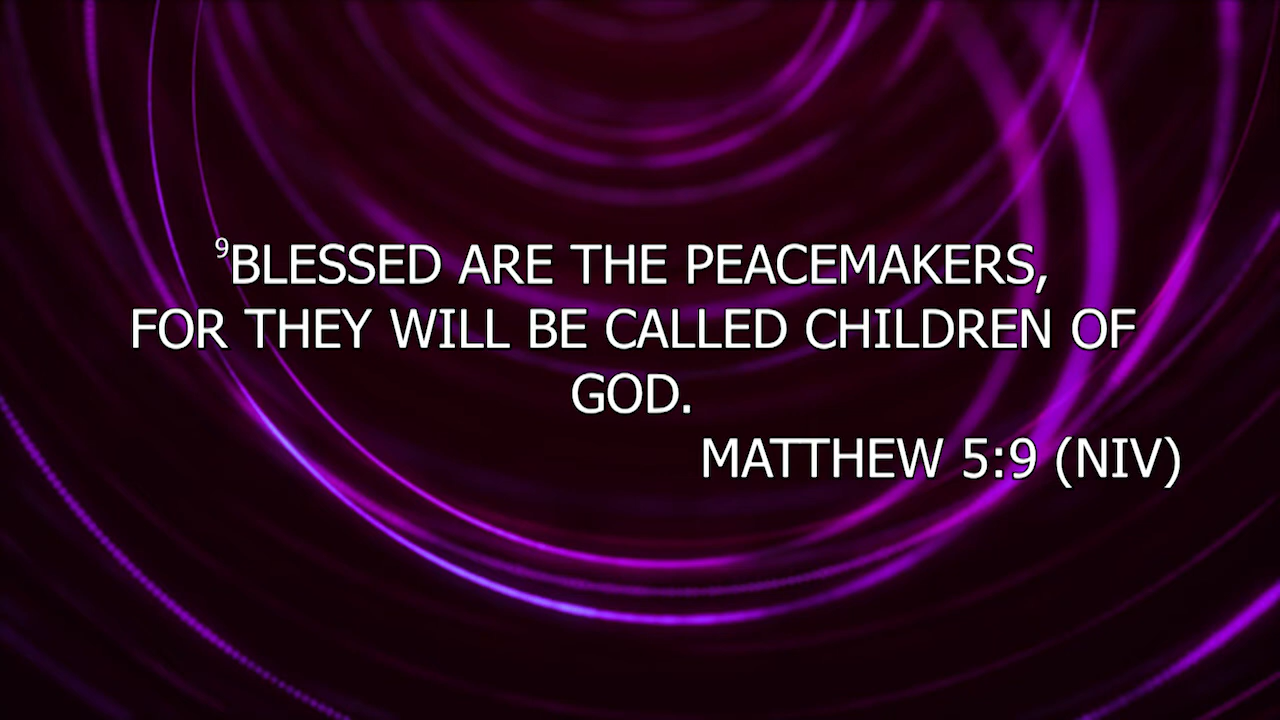 ⁹BLESSED ARE THE PEACEMAKERS,
FOR THEY WILL BE CALLED CHILDREN OF
GOD.
MATTHEW 5:9 (NIV)